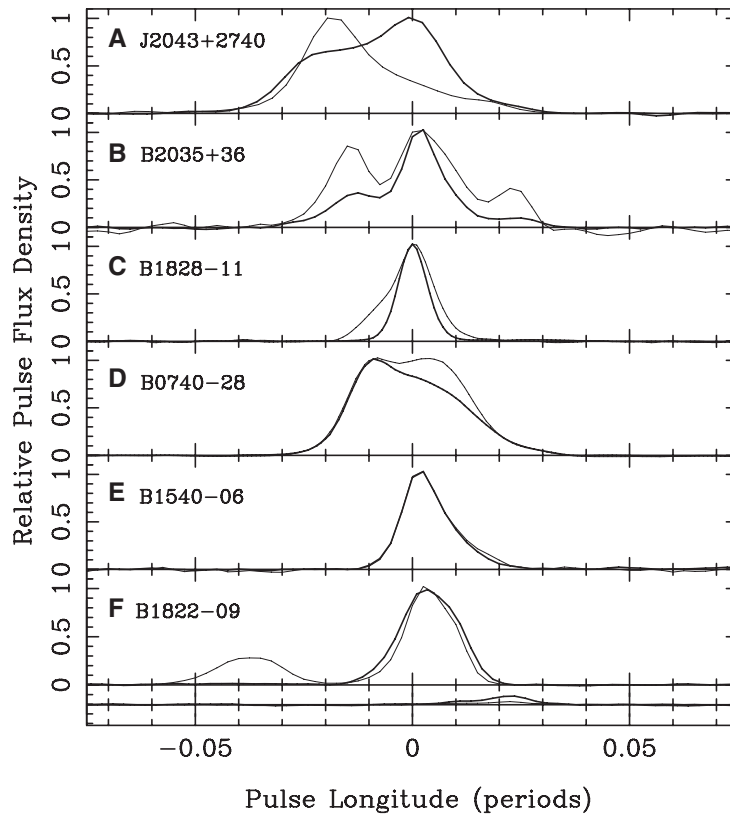 Relative Pulse Flux Density
1
0.5
0
A J2043+2740
1
0.5
0
B B2035+36
1
0.5
0
C B1828−11
1
0.5
0
D B0740−28
1
0.5
0
E B1540−06
1
0.5
0
F B1822−09
−0.05 0 0.05
Pulse Longitude (periods)